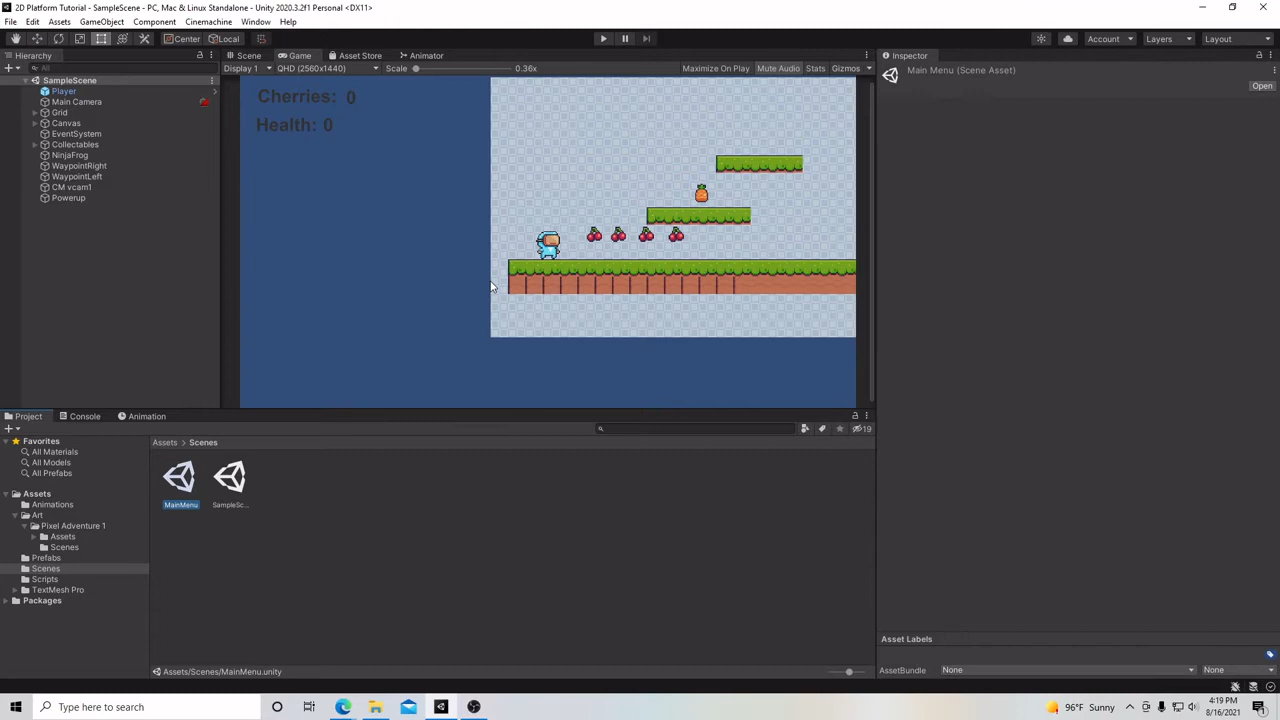 2D Platform Tutorial - SampleScene - PC, Mac & Linux Standalone - Unity 2020.3.2f1 Personal <DX11>
File Edit Assets GameObject Component Cinemachine Window Help
Center Local Account Layers Layout
Hierarchy
All
SampleScene
Player
Main Camera
Grid
Canvas
EventSystem
Collectables
NinjaFrog
WaypointRight
WaypointLeft
CM vcam1
Powerup
Scene Game Asset Store Animator
Display 1 QHD (2560x1440) Scale 0.36x Maximize On Play Mute Audio Stats Gizmos
Cherries: 0
Health: 0
Inspector
Main Menu (Scene Asset)
Open
Project Console Animation
19
Favorites
All Materials
All Models
All Prefabs
Assets
Animations
Art
Pixel Adventure 1
Assets
Scenes
Prefabs
Scenes
Scripts
TextMesh Pro
Packages
Assets > Scenes
MainMenu SampleSc...
Assets/Scenes/MainMenu.unity
Asset Labels
AssetBundle None None
Type here to search
96°F Sunny
4:19 PM
8/16/2021
1